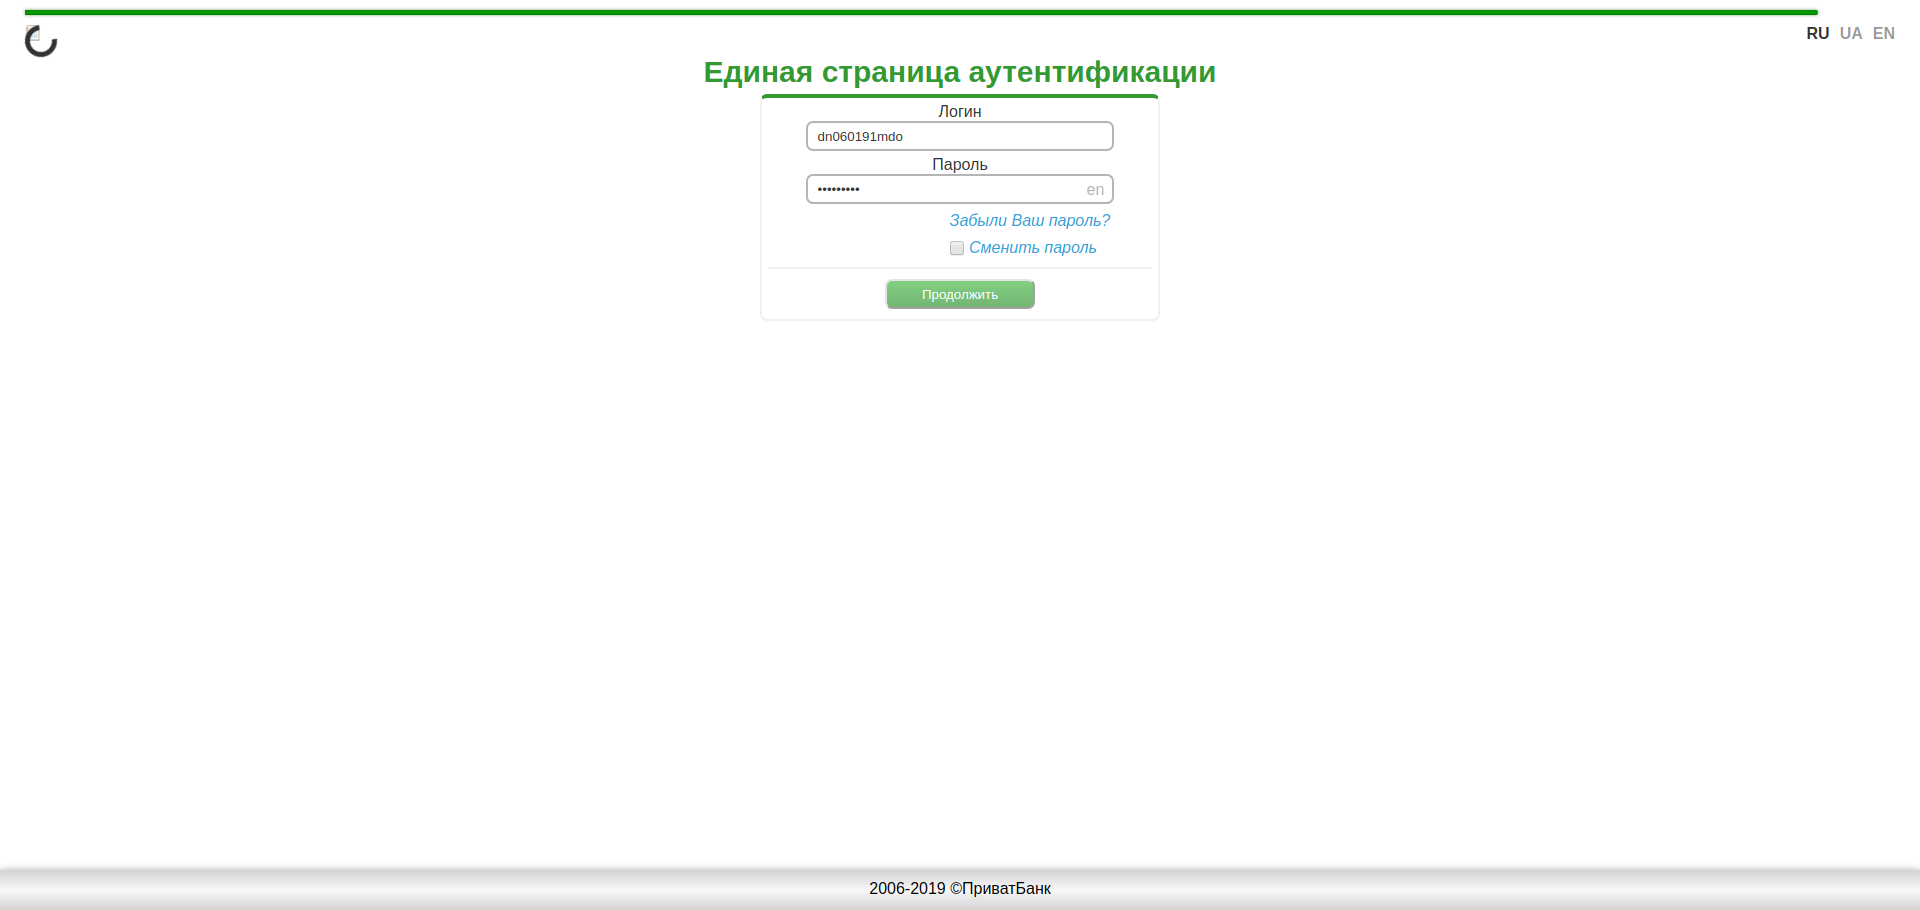 RU UA EN
Единая страница аутентификации
Логин
dn060191mdo
Пароль
••••••••• en
Забыли Ваш пароль?
Сменить пароль
Продолжить
2006-2019 ©ПриватБанк